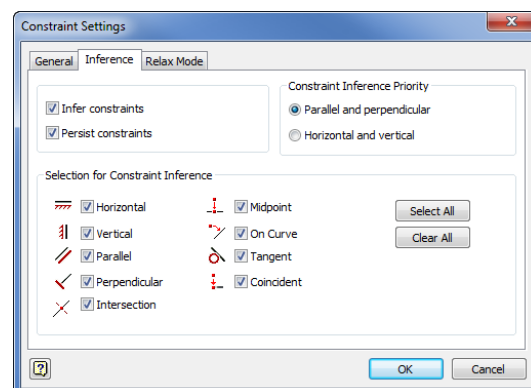 Constraint Settings
X
General Inference Relax Mode
Infer constraints
Persist constraints
Constraint Inference Priority
Parallel and perpendicular
Horizontal and vertical
Selection for Constraint Inference
Horizontal
Vertical
Parallel
Perpendicular
Intersection
Midpoint
On Curve
Tangent
Coincident
Select All
Clear All
?
OK
Cancel